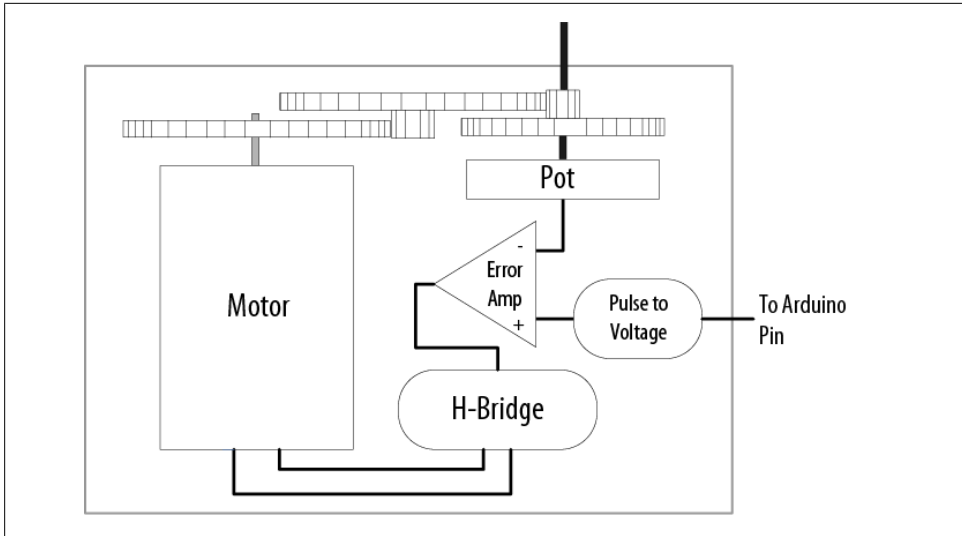 Pot
-
Error
Amp
+
Motor
Pulse to
Voltage
To Arduino
Pin
H-Bridge